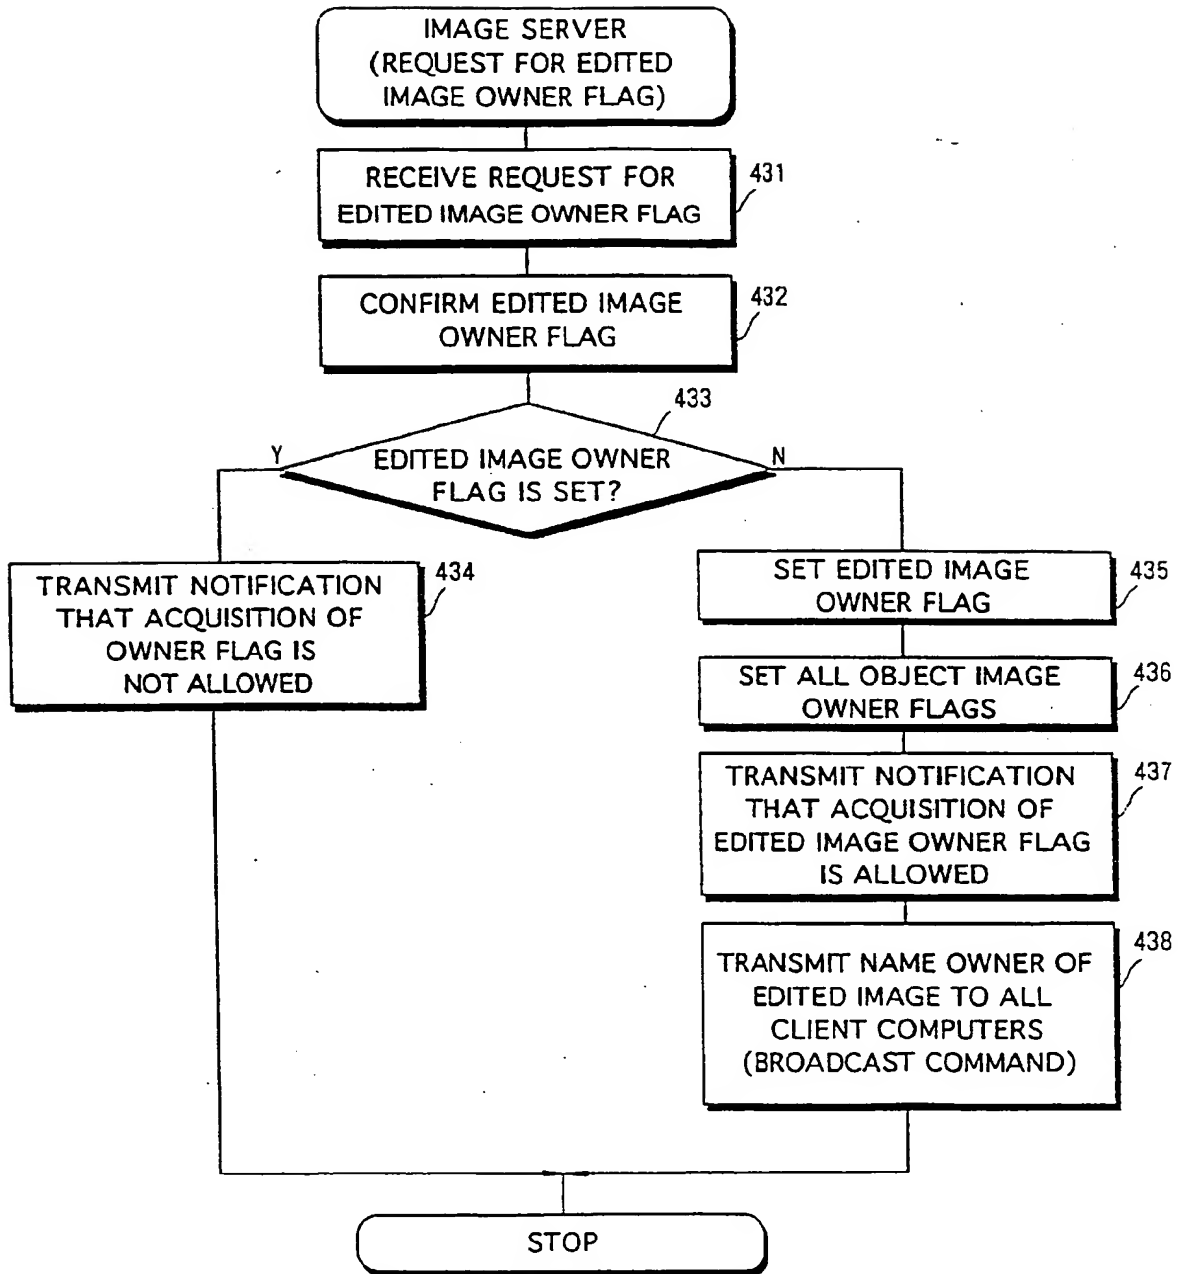 IMAGE SERVER
(REQUEST FOR EDITED
IMAGE OWNER FLAG)
RECEIVE REQUEST FOR
EDITED IMAGE OWNER FLAG
431
CONFIRM EDITED IMAGE
OWNER FLAG
432
433
Y
EDITED IMAGE OWNER
FLAG IS SET?
N
TRANSMIT NOTIFICATION
THAT ACQUISITION OF
OWNER FLAG IS
NOT ALLOWED
434
SET EDITED IMAGE
OWNER FLAG
435
SET ALL OBJECT IMAGE
OWNER FLAGS
436
TRANSMIT NOTIFICATION
THAT ACQUISITION OF
EDITED IMAGE OWNER FLAG
IS ALLOWED
437
TRANSMIT NAME OWNER OF
EDITED IMAGE TO ALL
CLIENT COMPUTERS
(BROADCAST COMMAND)
438
STOP